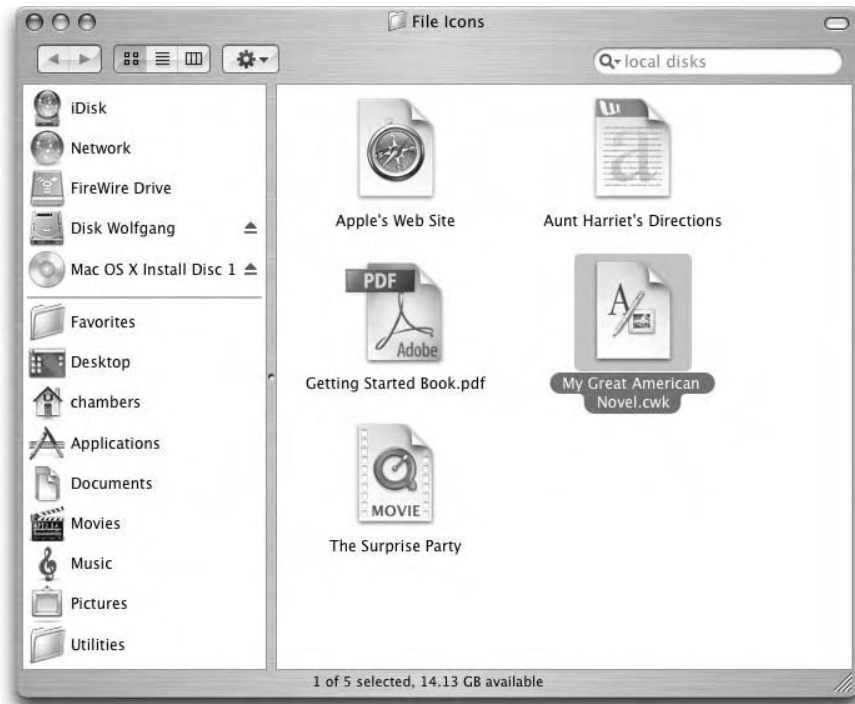 File Icons
local disks
iDisk
Network
FireWire Drive
Disk Wolfgang
Mac OS X Install Disc 1
Favorites
Desktop
chambers
Applications
Documents
Movies
Music
Pictures
Utilities
W
a
Apple's Web Site
Aunt Harriet's Directions
PDF
Adobe
A
Getting Started Book.pdf
My Great American
Novel.cwk
MOVIE
The Surprise Party
1 of 5 selected, 14.13 GB available